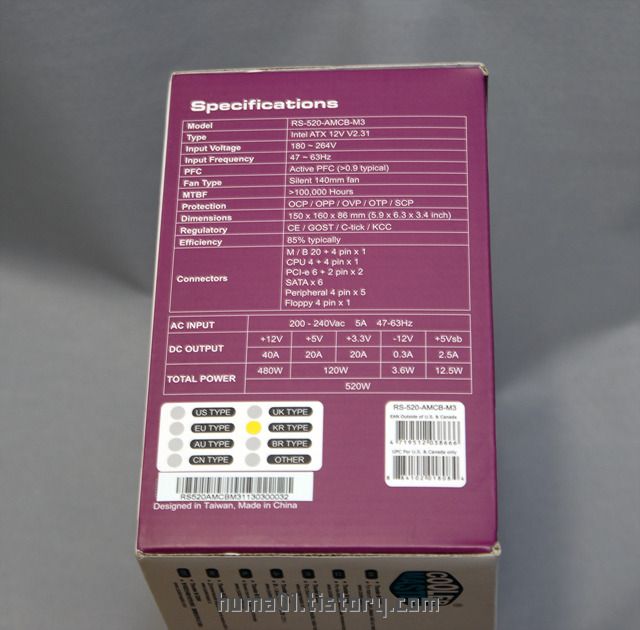 Specifications
Model RS-520-AMCB-M3
Type Intel ATX 12V V2.31
Input Voltage 180 ~ 264V
Input Frequency 47 ~ 63Hz
PFC Active PFC (>0.9 typical)
Fan Type Silent 140mm fan
MTBF >100,000 Hours
Protection OCP / OPP / OVP / OTP / SCP
Dimensions 150 x 160 x 86 mm (5.9 x 6.3 x 3.4 inch)
Regulatory CE / GOST / C-tick / KCC
Efficiency 85% typically
Connectors
M / B 20 + 4 pin x 1
CPU 4 + 4 pin x 1
PCI-e 6 + 2 pin x 2
SATA x 6
Peripheral 4 pin x 5
Floppy 4 pin x 1
AC INPUT 200 - 240Vac 5A 47-63Hz
DC OUTPUT
+12V +5V +3.3V -12V +5Vsb
40A 20A 20A 0.3A 2.5A
TOTAL POWER
480W 120W 3.6W 12.5W
520W
US TYPE UK TYPE
EU TYPE KR TYPE
AU TYPE BR TYPE
CN TYPE OTHER
RS-520-AMCB-M3
EAN Outside of U.S. & Canada
4 719512 038666
UPC For U.S. & Canada only
RS520AMCBM31130300032
Designed in Taiwan, Made in China
huma01.tistory.com